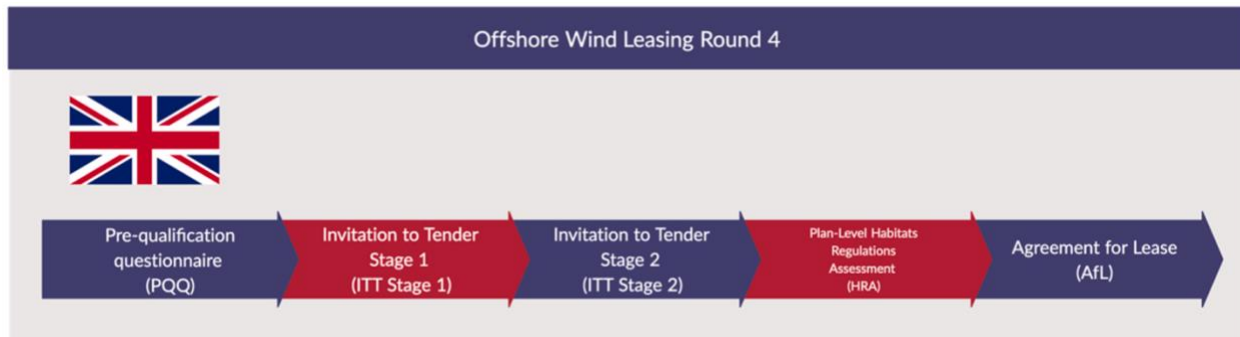 Offshore Wind Leasing Round 4
Pre-qualification
questionnaire
(PQQ)
Invitation to Tender
Stage 1
(ITT Stage 1)
Invitation to Tender
Stage 2
(ITT Stage 2)
Plan-Level Habitats
Regulations
Assessment
(HRA)
Agreement for Lease
(AfL)